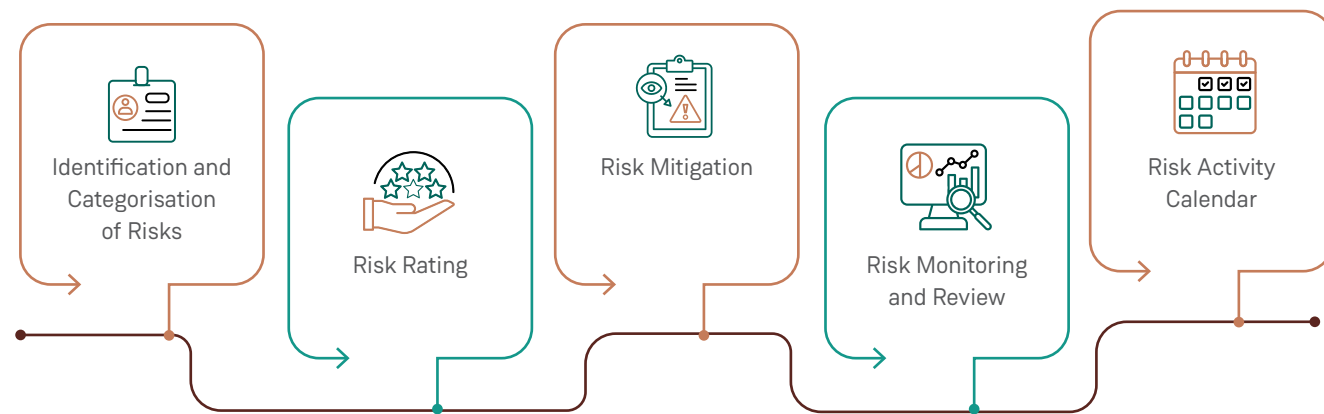 Identification and
Categorisation
of Risks
Risk Rating
Risk Mitigation
Risk Monitoring
and Review
Risk Activity
Calendar